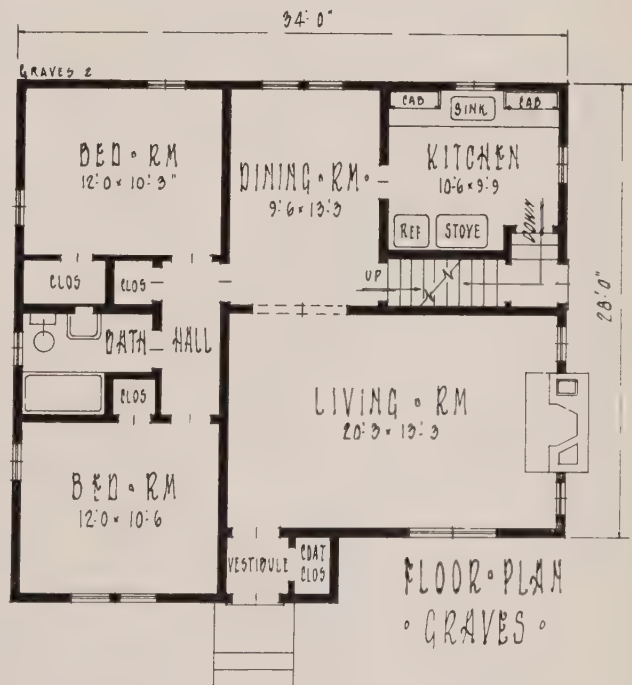 34'-0"
GRAVES 2
CAB
SINK
CAB
BED • RM
12'-0 × 10'-3"
DINING • RM •
9'-6 × 13'-3
KITCHEN
10'-6 × 9'-9
REF
STOVE
DOWN
CLOS
CLOS
UP
28'-0"
BATH
HALL
CLOS
LIVING • RM
20'-3 × 13'-3
BED • RM
12'-0 × 10'-6
VESTIBULE
COAT
CLOS
FLOOR • PLAN
• GRAVES •